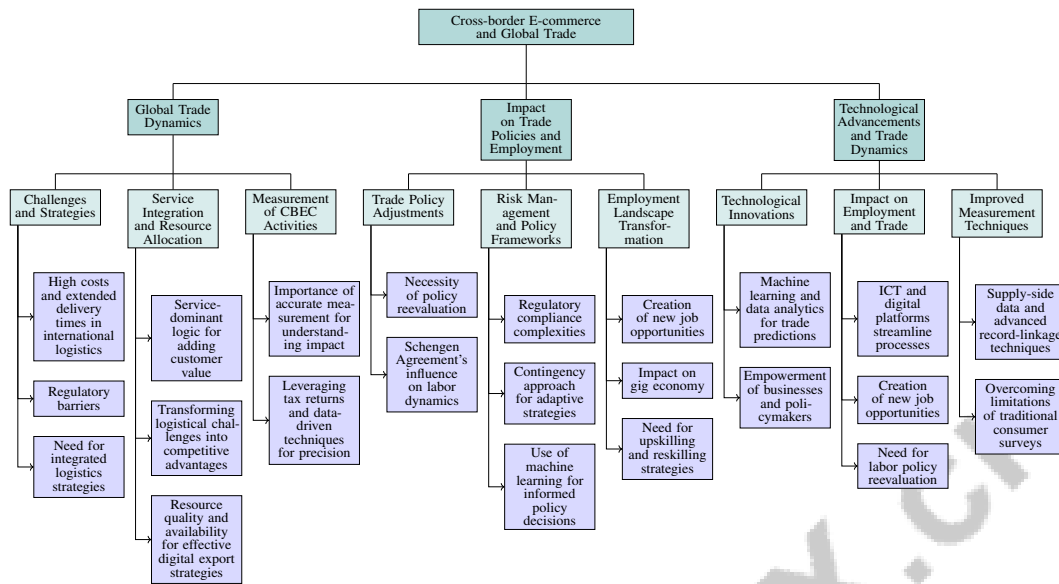 Cross-border E-commerce
and Global Trade
Global Trade
Dynamics
Impact
on Trade
Policies and
Employment
Technological
Advancements
and Trade
Dynamics
Challenges
and Strategies
Service
Integration
and Resource
Allocation
Measurement
of CBEC
Activities
Trade Policy
Adjustments
Risk Man-
agement
and Policy
Frameworks
Employment
Landscape
Transfor-
mation
Technological
Innovations
Impact on
Employment
and Trade
Improved
Measurement
Techniques
High costs
and extended
delivery
times in
international
logistics
Regulatory
barriers
Need for
integrated
logistics
strategies
Service-
dominant
logic for
adding
customer
value
Transforming
logistical chal-
lenges into
competitive
advantages
Resource
quality and
availability
for effective
digital export
strategies
Importance of
accurate mea-
surement for
understand-
ing impact
Leveraging
tax returns
and data-
driven
techniques
for precision
Necessity
of policy
reevaluation
Schengen
Agreement's
influence
on labor
dynamics
Regulatory
compliance
complexities
Contingency
approach
for adaptive
strategies
Use of
machine
learning for
informed
policy
decisions
Creation
of new job
opportunities
Impact on
gig economy
Need for
upskilling
and reskilling
strategies
Machine
learning and
data analytics
for trade
predictions
Empowerment
of businesses
and poli-
cymakers
ICT and
digital
platforms
streamline
processes
Creation
of new job
opportunities
Need for
labor policy
reevaluation
Supply-side
data and
advanced
record-linkage
techniques
Overcoming
limitations
of traditional
consumer
surveys